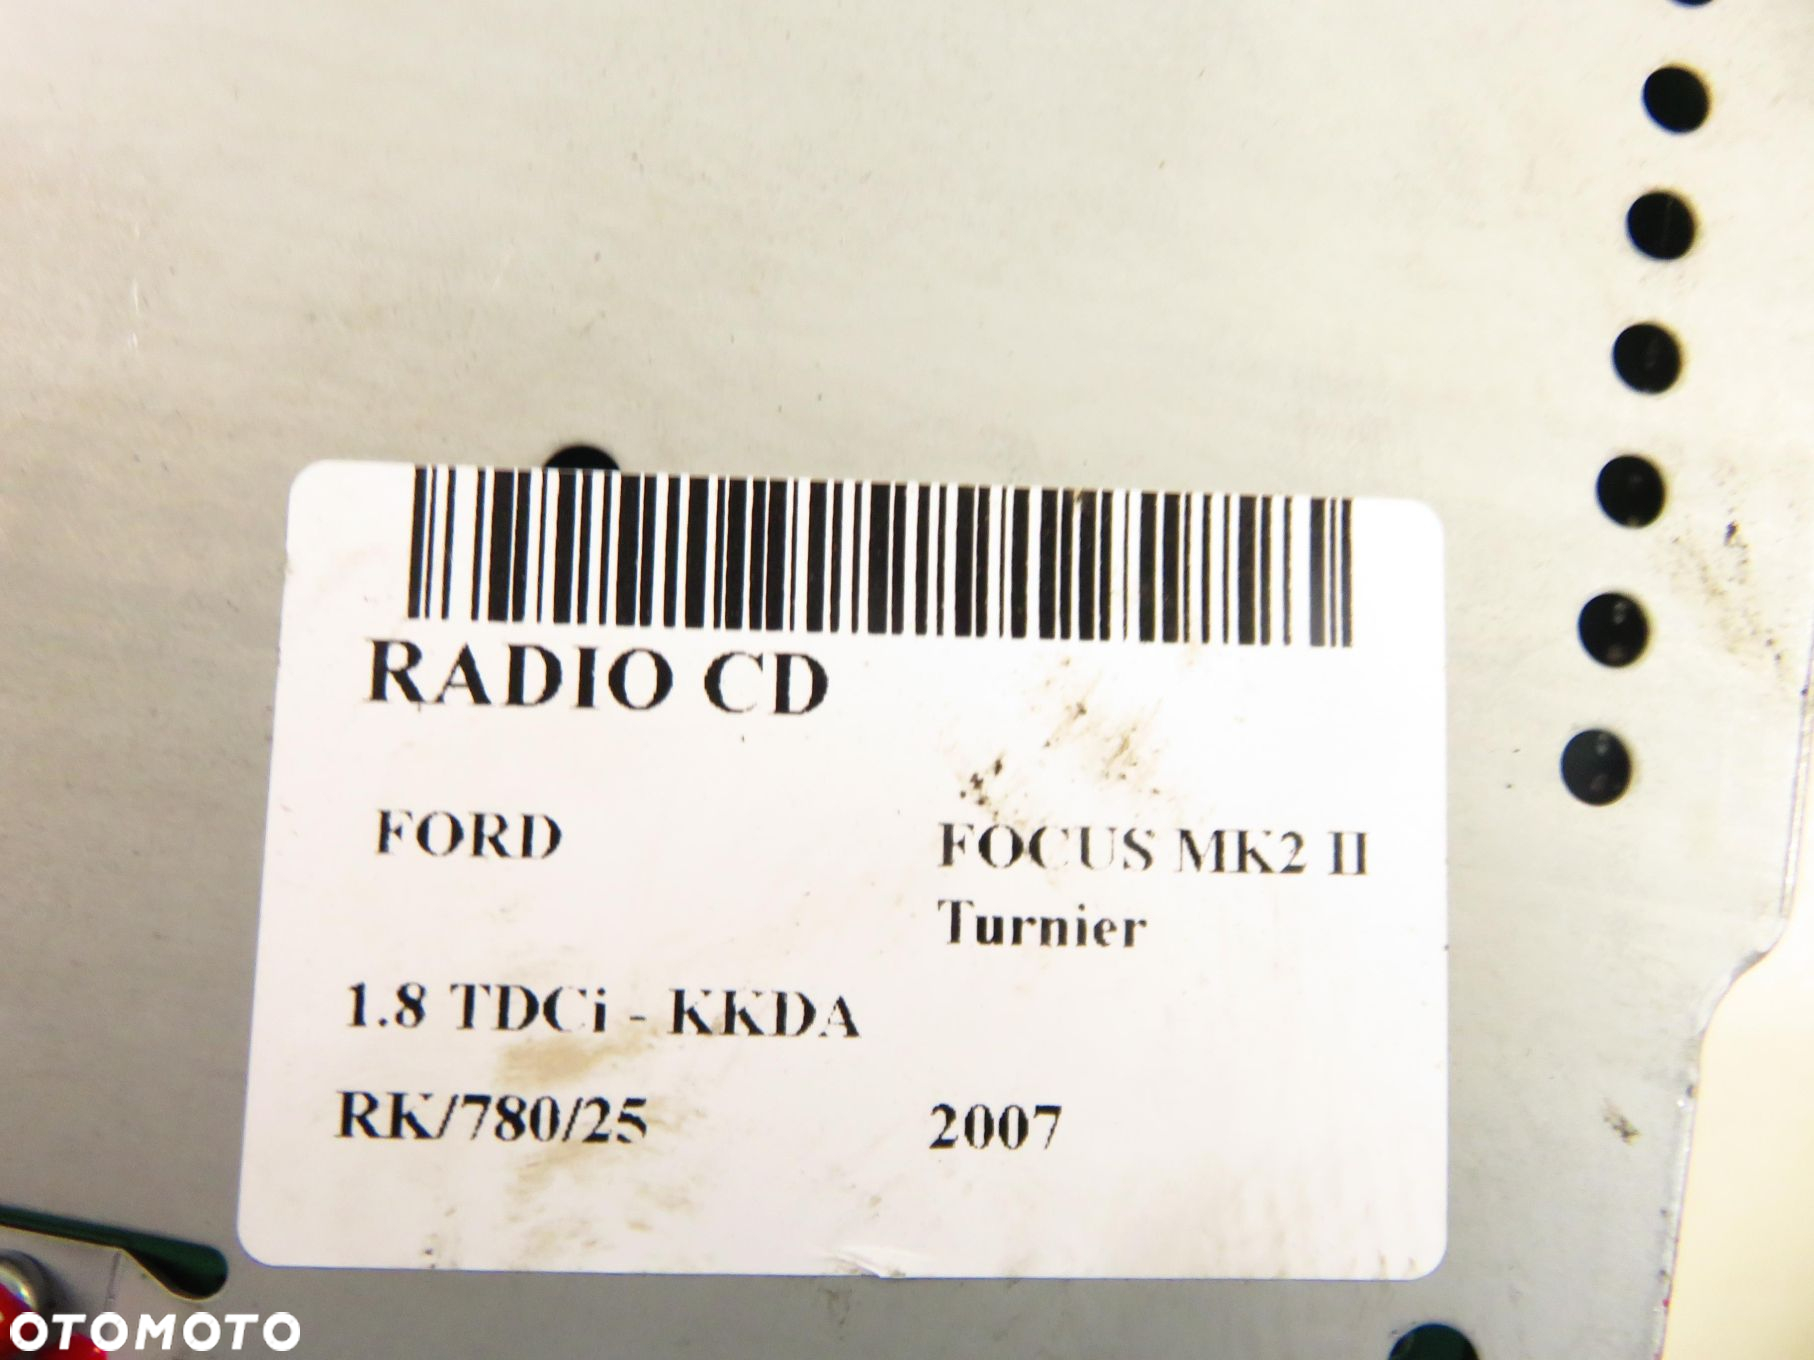 RADIO CD
FORD
FOCUS MK2 II
Turnier
1.8 TDCi - KKDA
RK/780/25
2007
OTOMOTO